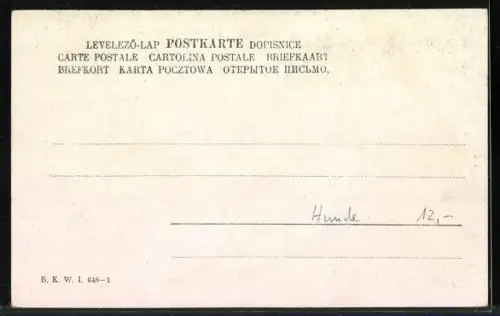 LEVELEZŐ-LAP POSTKARTE DOPISNICE
CARTE POSTALE CARTOLINA POSTALE BRIEFKAART
BREFKORT KARTA POCZTOWA ОТКРЫТОЕ ПИСЬМО.
Hunde 12,-
B. K. W. I. 648-1